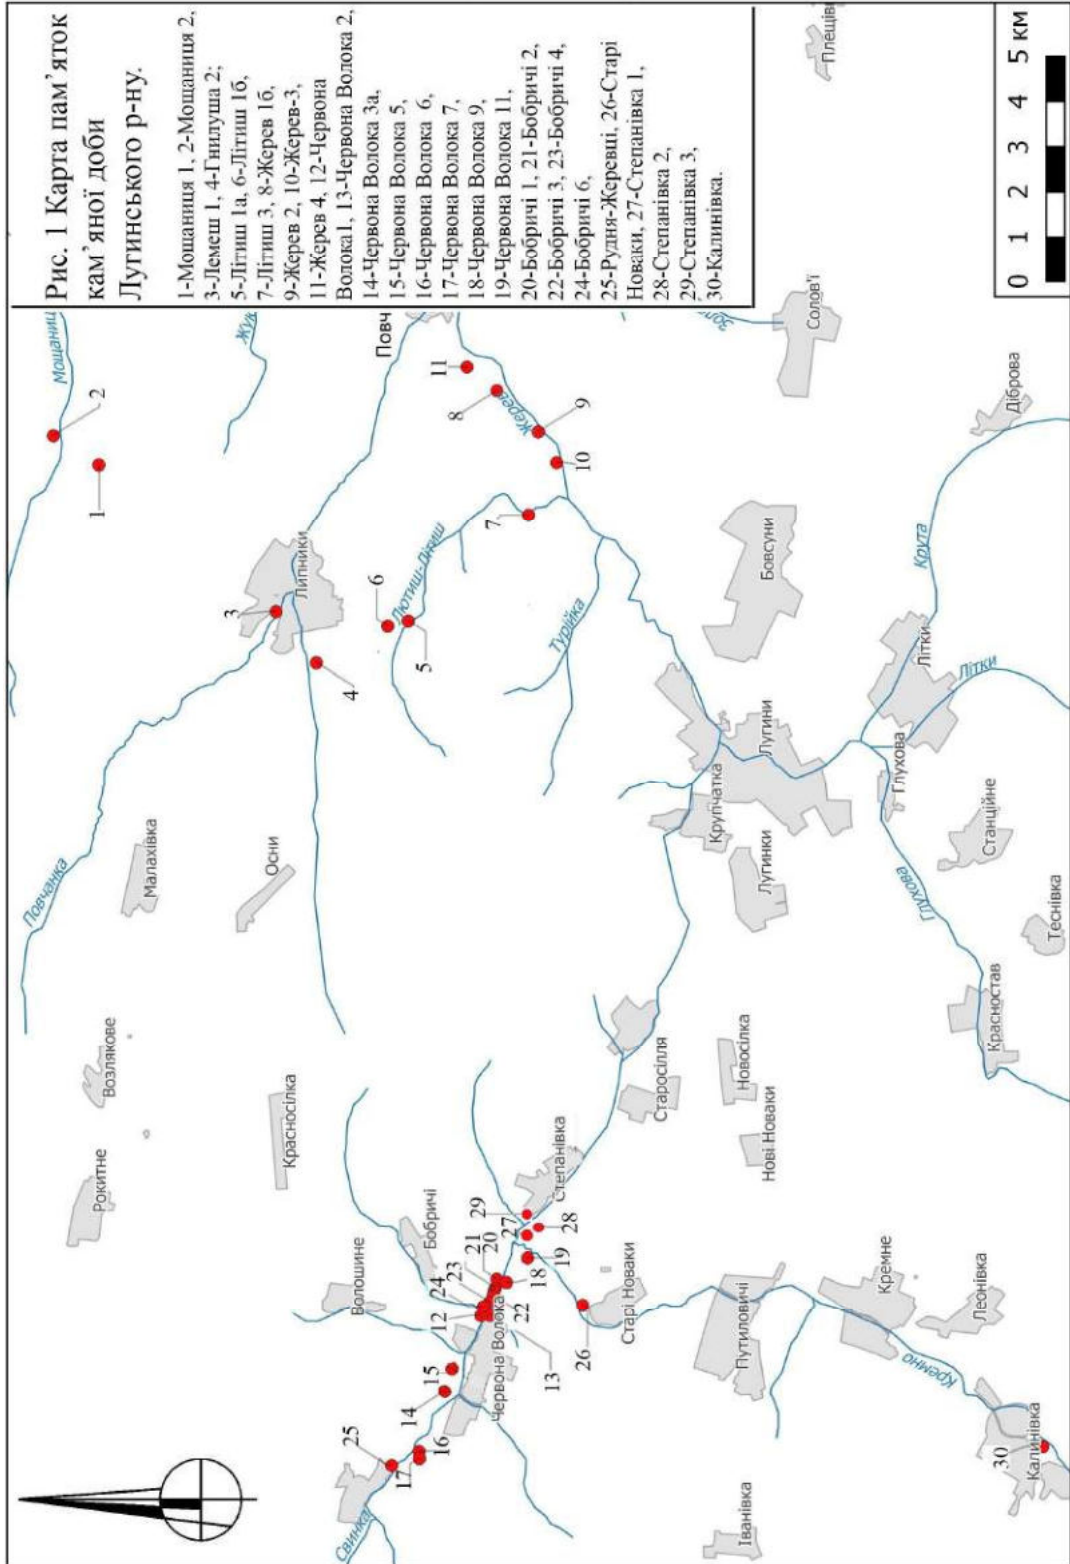 Рис. 1 Карта пам’яток
кам’яної доби
Лугинського р-ну.
1-Мощаниця 1, 2-Мощаниця 2,
3-Лемеш 1, 4-Гнилуша 2;
5-Літиш 1а, 6-Літиш 1б,
7-Літиш 3, 8-Жерев 1б,
9-Жерев 2, 10-Жерев-3,
11-Жерев 4, 12-Червона
Волока1, 13-Червона Волока 2,
14-Червона Волока 3а,
15-Червона Волока 5,
16-Червона Волока 6,
17-Червона Волока 7,
18-Червона Волока 9,
19-Червона Волока 11,
20-Бобричі 1, 21-Бобричі 2,
22-Бобричі 3, 23-Бобричі 4,
24-Бобричі 6,
25-Рудня-Жеревці, 26-Старі
Новаки, 27-Степанівка 1,
28-Степанівка 2,
29-Степанівка 3,
30-Калинівка.
0 1 2 3 4 5 км
Мощаниц
2
1
Жук
Повчанка
Малахівка
Осни
Возлякове
Рокитне
Красносілка
3
Липники
4
Повч
11
8
Жерев
9
10
7
6
Лютиш-Літиш
5
Турійка
Солов'ї
Плещів
Діброва
Бовсуни
Крута
Літки
Літки
Лугини
Крупчатка
Лугинки
Глухова
Глухова
Станційне
Теснівка
Красностав
Старосілля
Новосілка
Нові Новаки
Степанівка
29
27
28
19
Бобричі
21
20
23
24
18
22
12
Волошине
Червона Волока
13
15
14
16
17
25
Свинка
26
Старі Новаки
Путиловичі
Кремне
Леонівка
Кремно
30
Калинівка
Іванівка